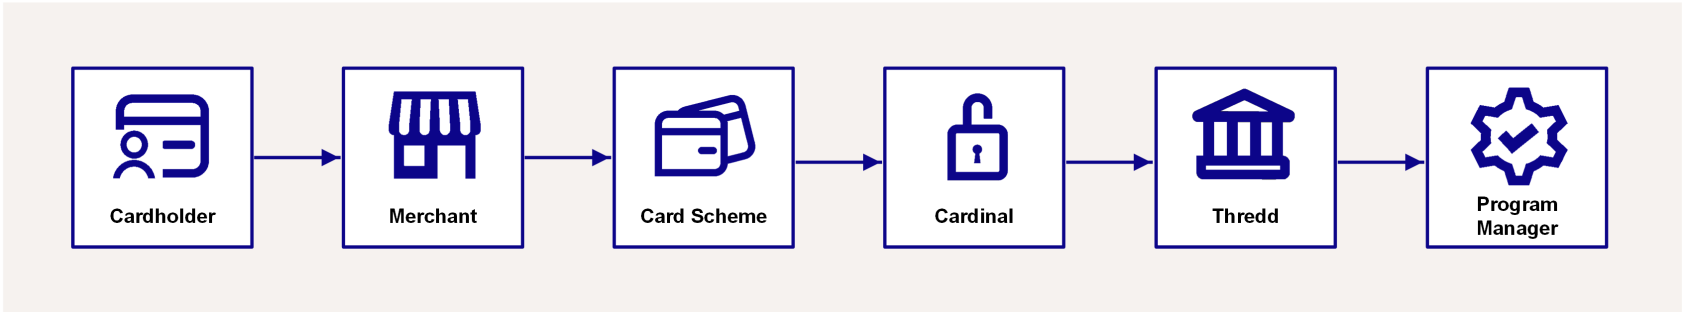 Cardholder
Merchant
Card Scheme
Cardinal
Thredd
Program
Manager